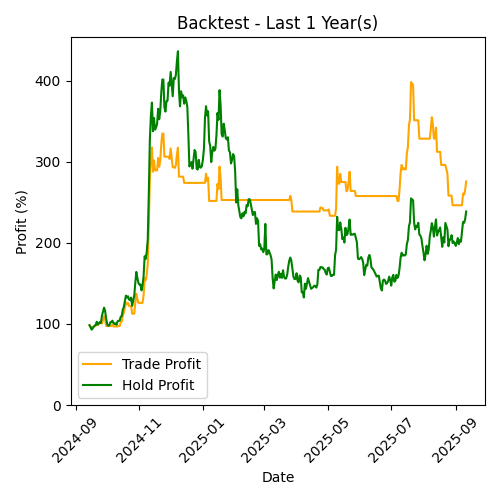 Backtest - Last 1 Year(s)
Profit (%)
400
300
200
100
0
Trade Profit
Hold Profit
2024-09
2024-11
2025-01
2025-03
2025-05
2025-07
2025-09
Date